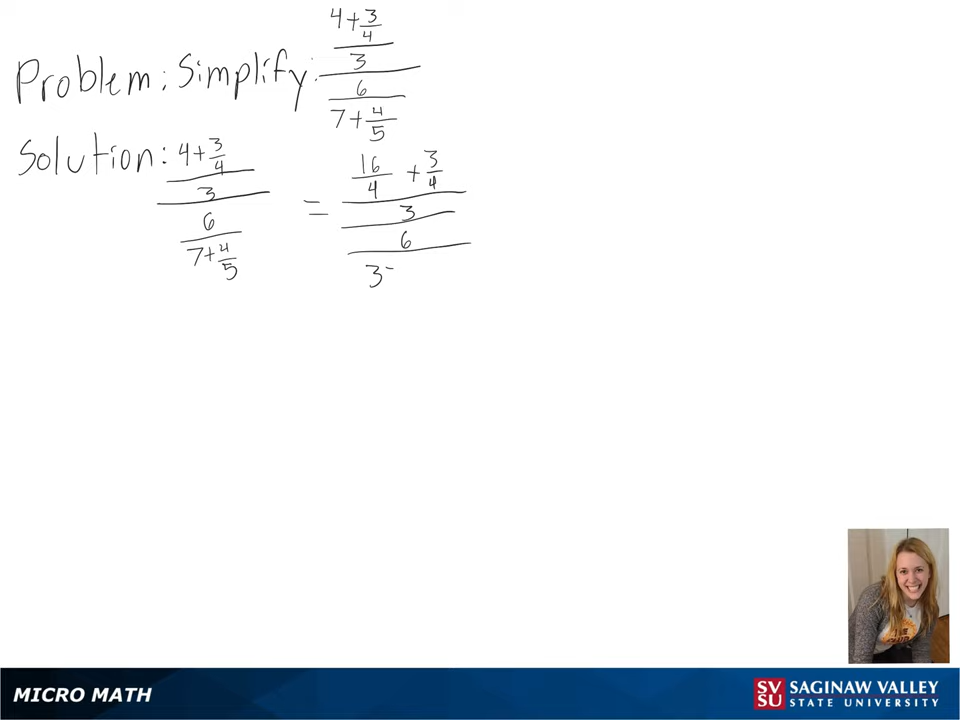 4 + 3/4
3
Problem: Simplify:
6
7 + 4/5
Solution: 4 + 3/4
3
6
7 + 4/5
=
16/4 + 3/4
3
6
3
MICRO MATH
SV SU SAGINAW VALLEY
STATE UNIVERSITY